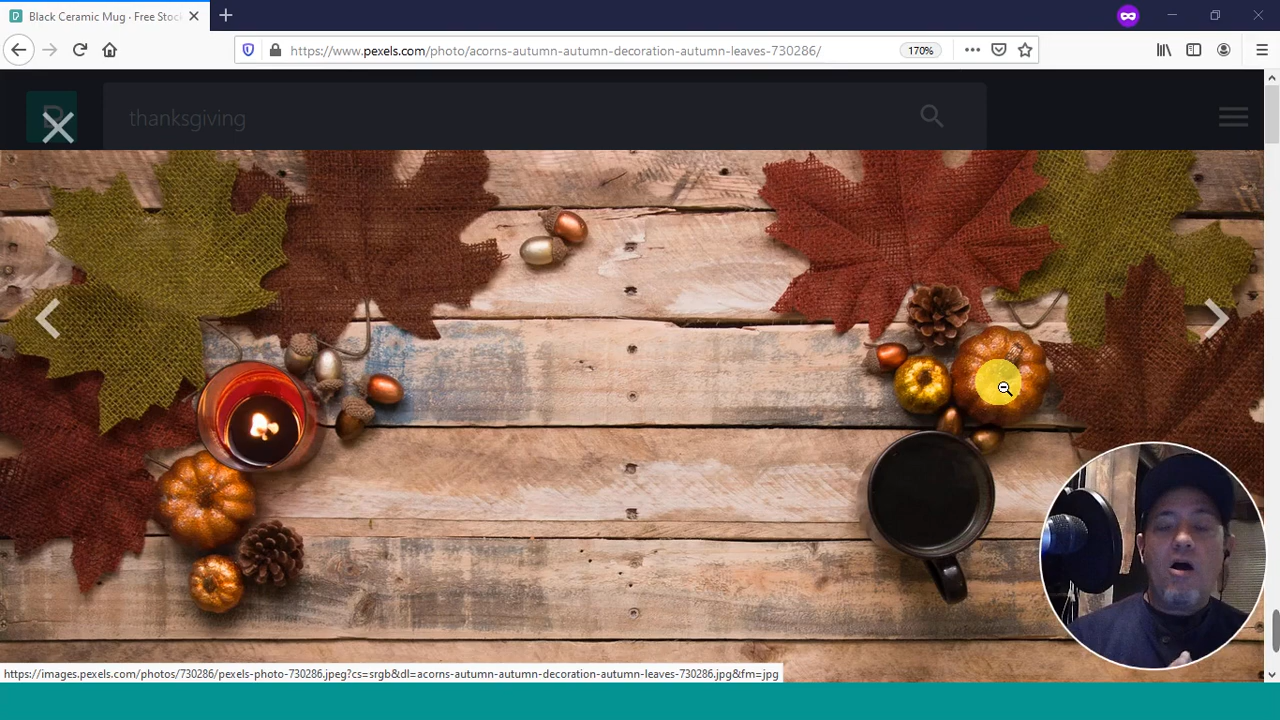 Black Ceramic Mug · Free Stoc
https://www.pexels.com/photo/acorns-autumn-autumn-decoration-autumn-leaves-730286/
170%
thanksgiving
https://images.pexels.com/photos/730286/pexels-photo-730286.jpeg?cs=srgb&dl=acorns-autumn-autumn-decoration-autumn-leaves-730286.jpg&fm=jpg